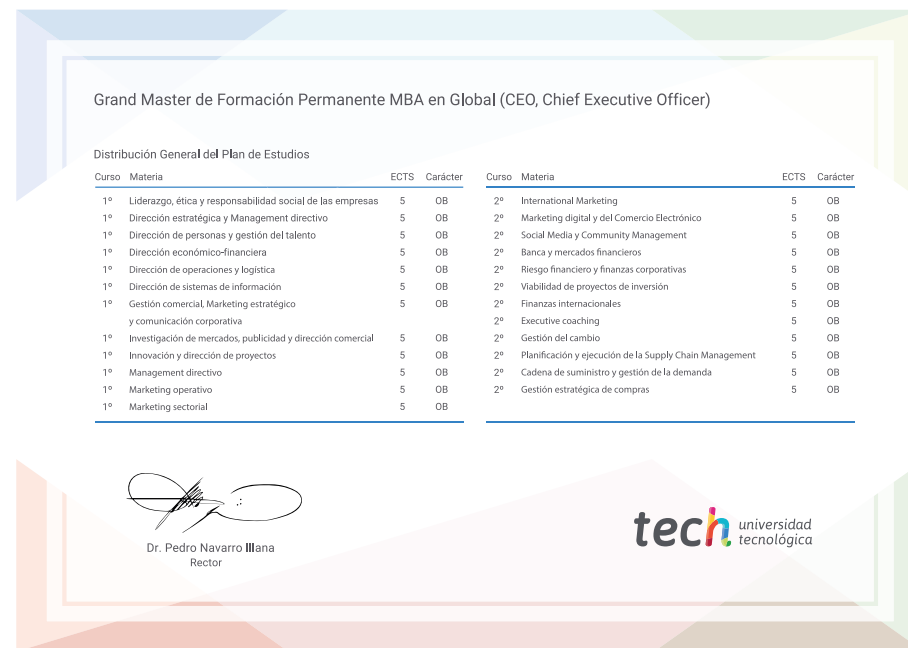 Grand Master de Formación Permanente MBA en Global (CEO, Chief Executive Officer)
Distribución General del Plan de Estudios
Curso Materia ECTS Carácter
1º Liderazgo, ética y responsabilidad social de las empresas 5 OB
1º Dirección estratégica y Management directivo 5 OB
1º Dirección de personas y gestión del talento 5 OB
1º Dirección económico-financiera 5 OB
1º Dirección de operaciones y logística 5 OB
1º Dirección de sistemas de información 5 OB
1º Gestión comercial, Marketing estratégico 5 OB
y comunicación corporativa
1º Investigación de mercados, publicidad y dirección comercial 5 OB
1º Innovación y dirección de proyectos 5 OB
1º Management directivo 5 OB
1º Marketing operativo 5 OB
1º Marketing sectorial 5 OB
Curso Materia ECTS Carácter
2º International Marketing 5 OB
2º Marketing digital y del Comercio Electrónico 5 OB
2º Social Media y Community Management 5 OB
2º Banca y mercados financieros 5 OB
2º Riesgo financiero y finanzas corporativas 5 OB
2º Viabilidad de proyectos de inversión 5 OB
2º Finanzas internacionales 5 OB
2º Executive coaching 5 OB
2º Gestión del cambio 5 OB
2º Planificación y ejecución de la Supply Chain Management 5 OB
2º Cadena de suministro y gestión de la demanda 5 OB
2º Gestión estratégica de compras 5 OB
Dr. Pedro Navarro Illana
Rector
tech universidad
tecnológica